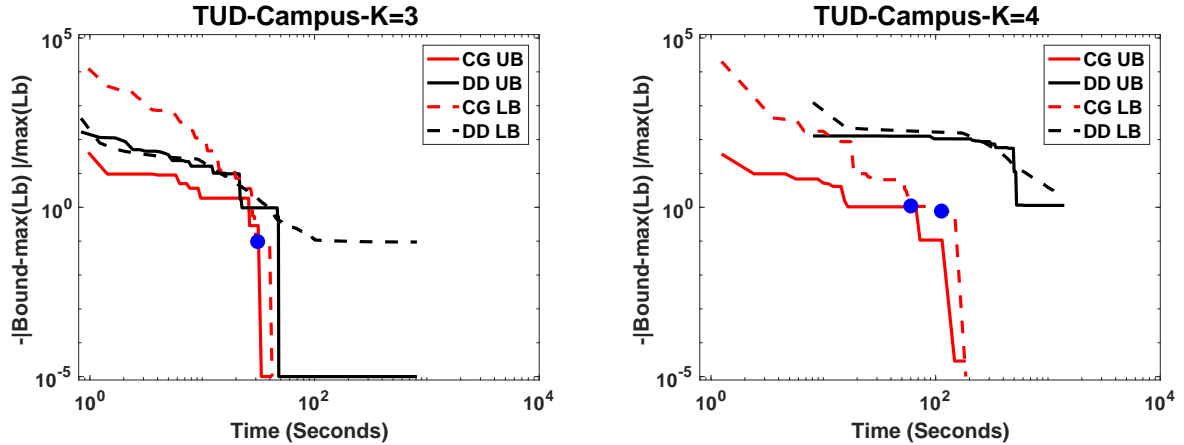 TUD-Campus-K=3
-|Bound-max(Lb) |/max(Lb)
10^5
10^0
10^-5
10^0
10^2
10^4
Time (Seconds)
CG UB
DD UB
CG LB
DD LB
TUD-Campus-K=4
-|Bound-max(Lb) |/max(Lb)
10^5
10^0
10^-5
10^0
10^2
10^4
Time (Seconds)
CG UB
DD UB
CG LB
DD LB